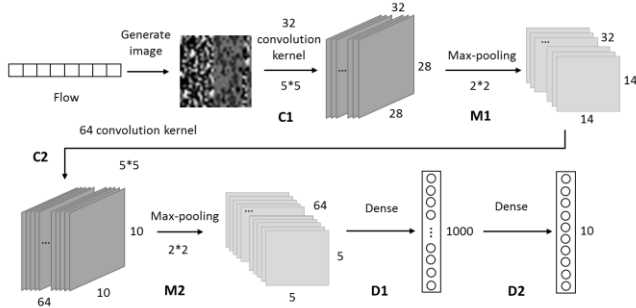 Generate
image
Flow
32
convolution
kernel
5*5
C1
32
...
28
28
Max-pooling
2*2
M1
...
32
14
14
64 convolution kernel
5*5
C2
...
10
10
64
Max-pooling
2*2
M2
64
...
5
5
Dense
D1
1000
Dense
D2
10